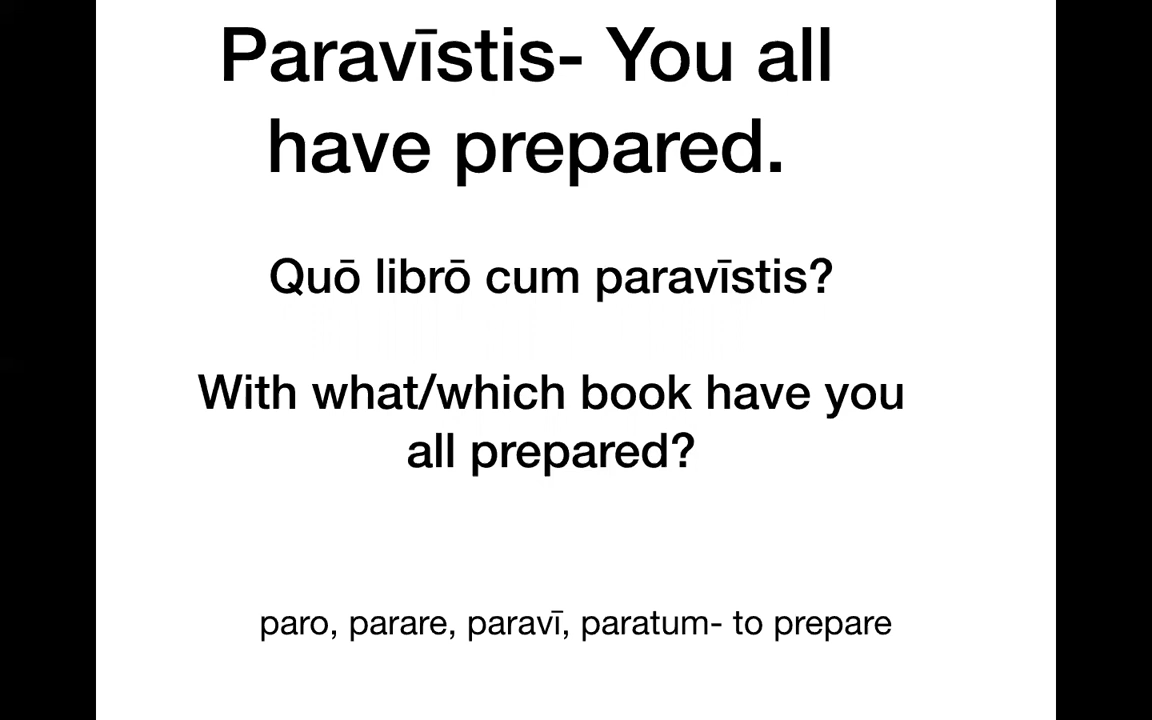 Paravīstis- You all
have prepared.
Quō librō cum paravīstis?
With what/which book have you
all prepared?
paro, parare, paravī, paratum- to prepare